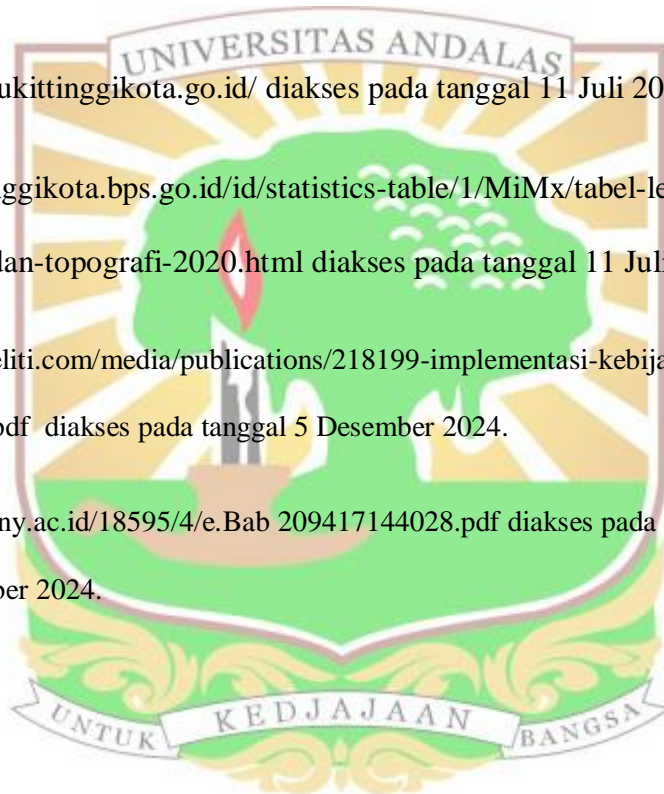 UNIVERSITAS ANDALAS
ukittinggikota.go.id/ diakses pada tanggal 11 Juli 20
nggikota.bps.go.id/id/statistics-table/1/MiMx/tabel-le
dan-topografi-2020.html diakses pada tanggal 11 Juli
eliti.com/media/publications/218199-implementasi-kebija
pdf diakses pada tanggal 5 Desember 2024.
ny.ac.id/18595/4/e.Bab 209417144028.pdf diakses pada
ber 2024.
UNTUK KEDJAJAAN BANGSA